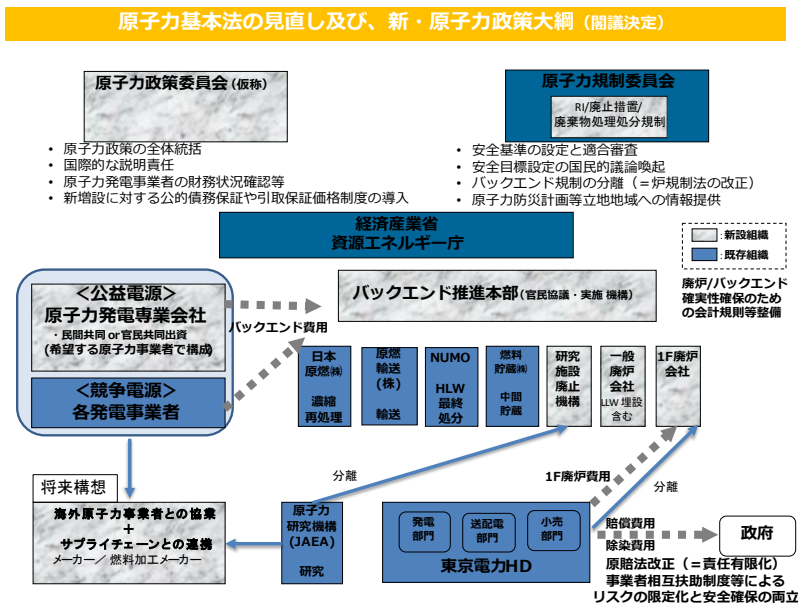 原子力基本法の見直し及び、新・原子力政策大綱（閣議決定）
原子力政策委員会（仮称）
• 原子力政策の全体統括
• 国際的な説明責任
• 原子力発電事業者の財務状況確認等
• 新増設に対する公的債務保証や引取保証価格制度の導入
原子力規制委員会
RI/廃止措置/
廃棄物処理処分規制
• 安全基準の設定と適合審査
• 安全目標設定の国民的議論喚起
• バックエンド規制の分離（＝炉規制法の改正）
• 原子力防災計画等立地地域への情報提供
経済産業省
資源エネルギー庁
：新設組織
：既存組織
廃炉/バックエンド
確実性確保のため
の会計規則等整備
＜公益電源＞
原子力発電専業会社
・民間共同 or官民共同出資
(希望する原子力事業者で構成)
＜競争電源＞
各発電事業者
バックエンド推進本部(官民協議・実施 機構)
バックエンド費用
日本
原燃㈱
濃縮
再処理
原燃
輸送
(株)
輸送
NUMO
HLW
最終
処分
燃料
貯蔵㈱
中間
貯蔵
研究
施設
廃止
機構
一般
廃炉
会社
LLW 埋設
含む
1F廃炉
会社
分離
1F廃炉費用
分離
将来構想
海外原子力事業者との協業
＋
サプライチェーンとの連携
メーカー／ 燃料加工メーカー
原子力
研究機構
(JAEA)
研究
発電
部門
送配電
部門
小売
部門
東京電力HD
賠償費用
除染費用
政府
原賠法改正（＝責任有限化）
事業者相互扶助制度等による
リスクの限定化と安全確保の両立